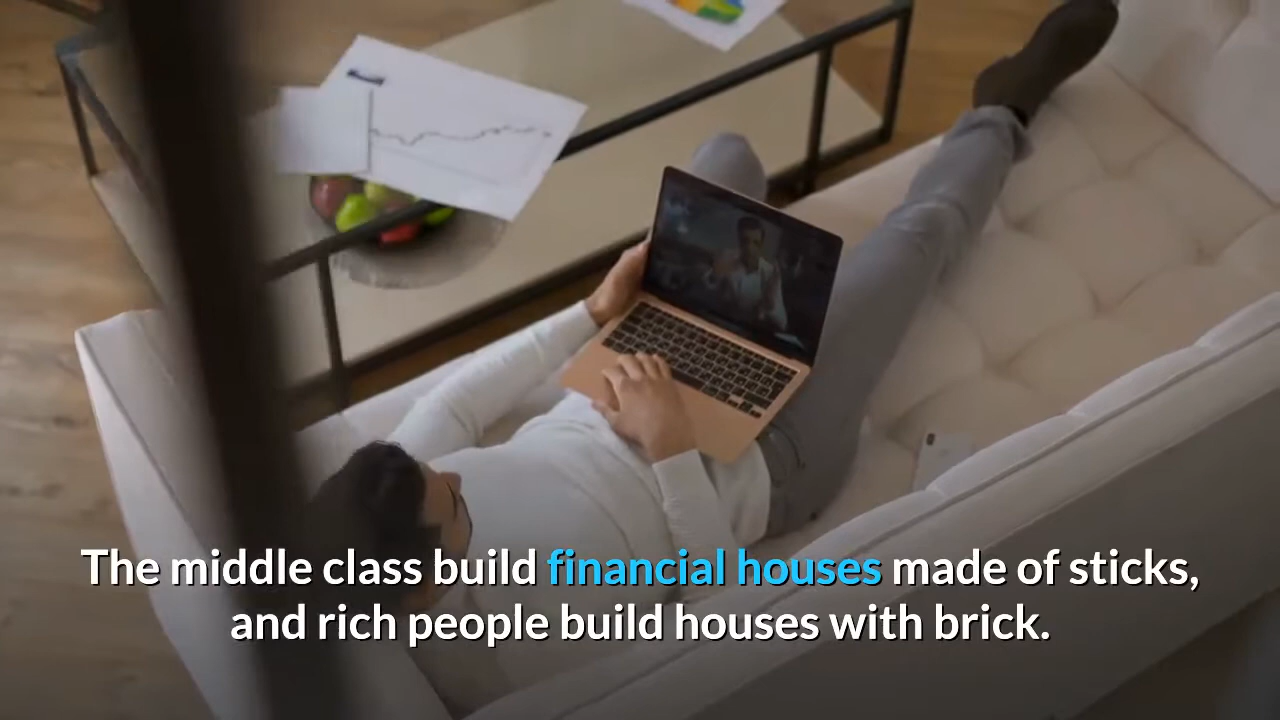 The middle class build financial houses made of sticks,
and rich people build houses with brick.